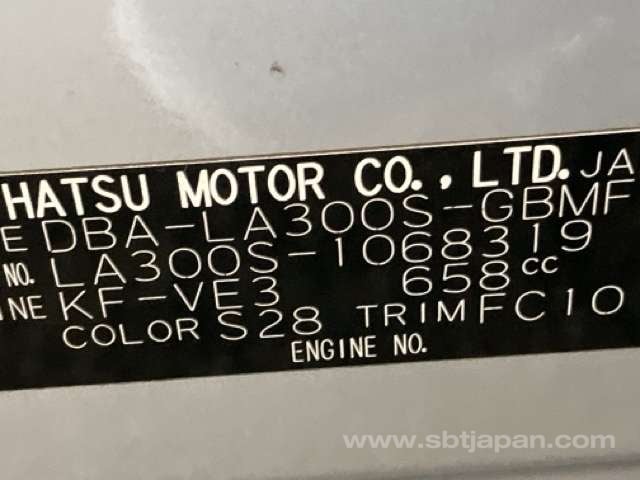 HATSU MOTOR CO., LTD. JA
E DBA-LA300S-GBMF
NO. LA300S-1068319
NE KF-VE3 658cc
COLOR S28 TRIM FC10
ENGINE NO.
www.sbtjapan.com